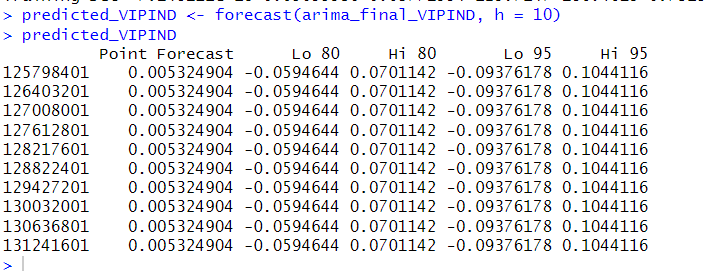 > predicted_VIPIND <- forecast(arima_final_VIPIND, h = 10)
> predicted_VIPIND
Point Forecast Lo 80 Hi 80 Lo 95 Hi 95
125798401 0.005324904 -0.0594644 0.0701142 -0.09376178 0.1044116
126403201 0.005324904 -0.0594644 0.0701142 -0.09376178 0.1044116
127008001 0.005324904 -0.0594644 0.0701142 -0.09376178 0.1044116
127612801 0.005324904 -0.0594644 0.0701142 -0.09376178 0.1044116
128217601 0.005324904 -0.0594644 0.0701142 -0.09376178 0.1044116
128822401 0.005324904 -0.0594644 0.0701142 -0.09376178 0.1044116
129427201 0.005324904 -0.0594644 0.0701142 -0.09376178 0.1044116
130032001 0.005324904 -0.0594644 0.0701142 -0.09376178 0.1044116
130636801 0.005324904 -0.0594644 0.0701142 -0.09376178 0.1044116
131241601 0.005324904 -0.0594644 0.0701142 -0.09376178 0.1044116
>